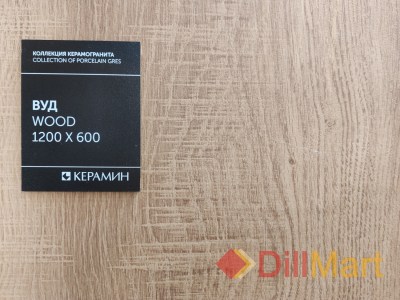 КОЛЛЕКЦИЯ КЕРАМОГРАНИТА
COLLECTION OF PORCELAIN GRES
ВУД
WOOD
1200 X 600
КЕРАМИН
DillMart